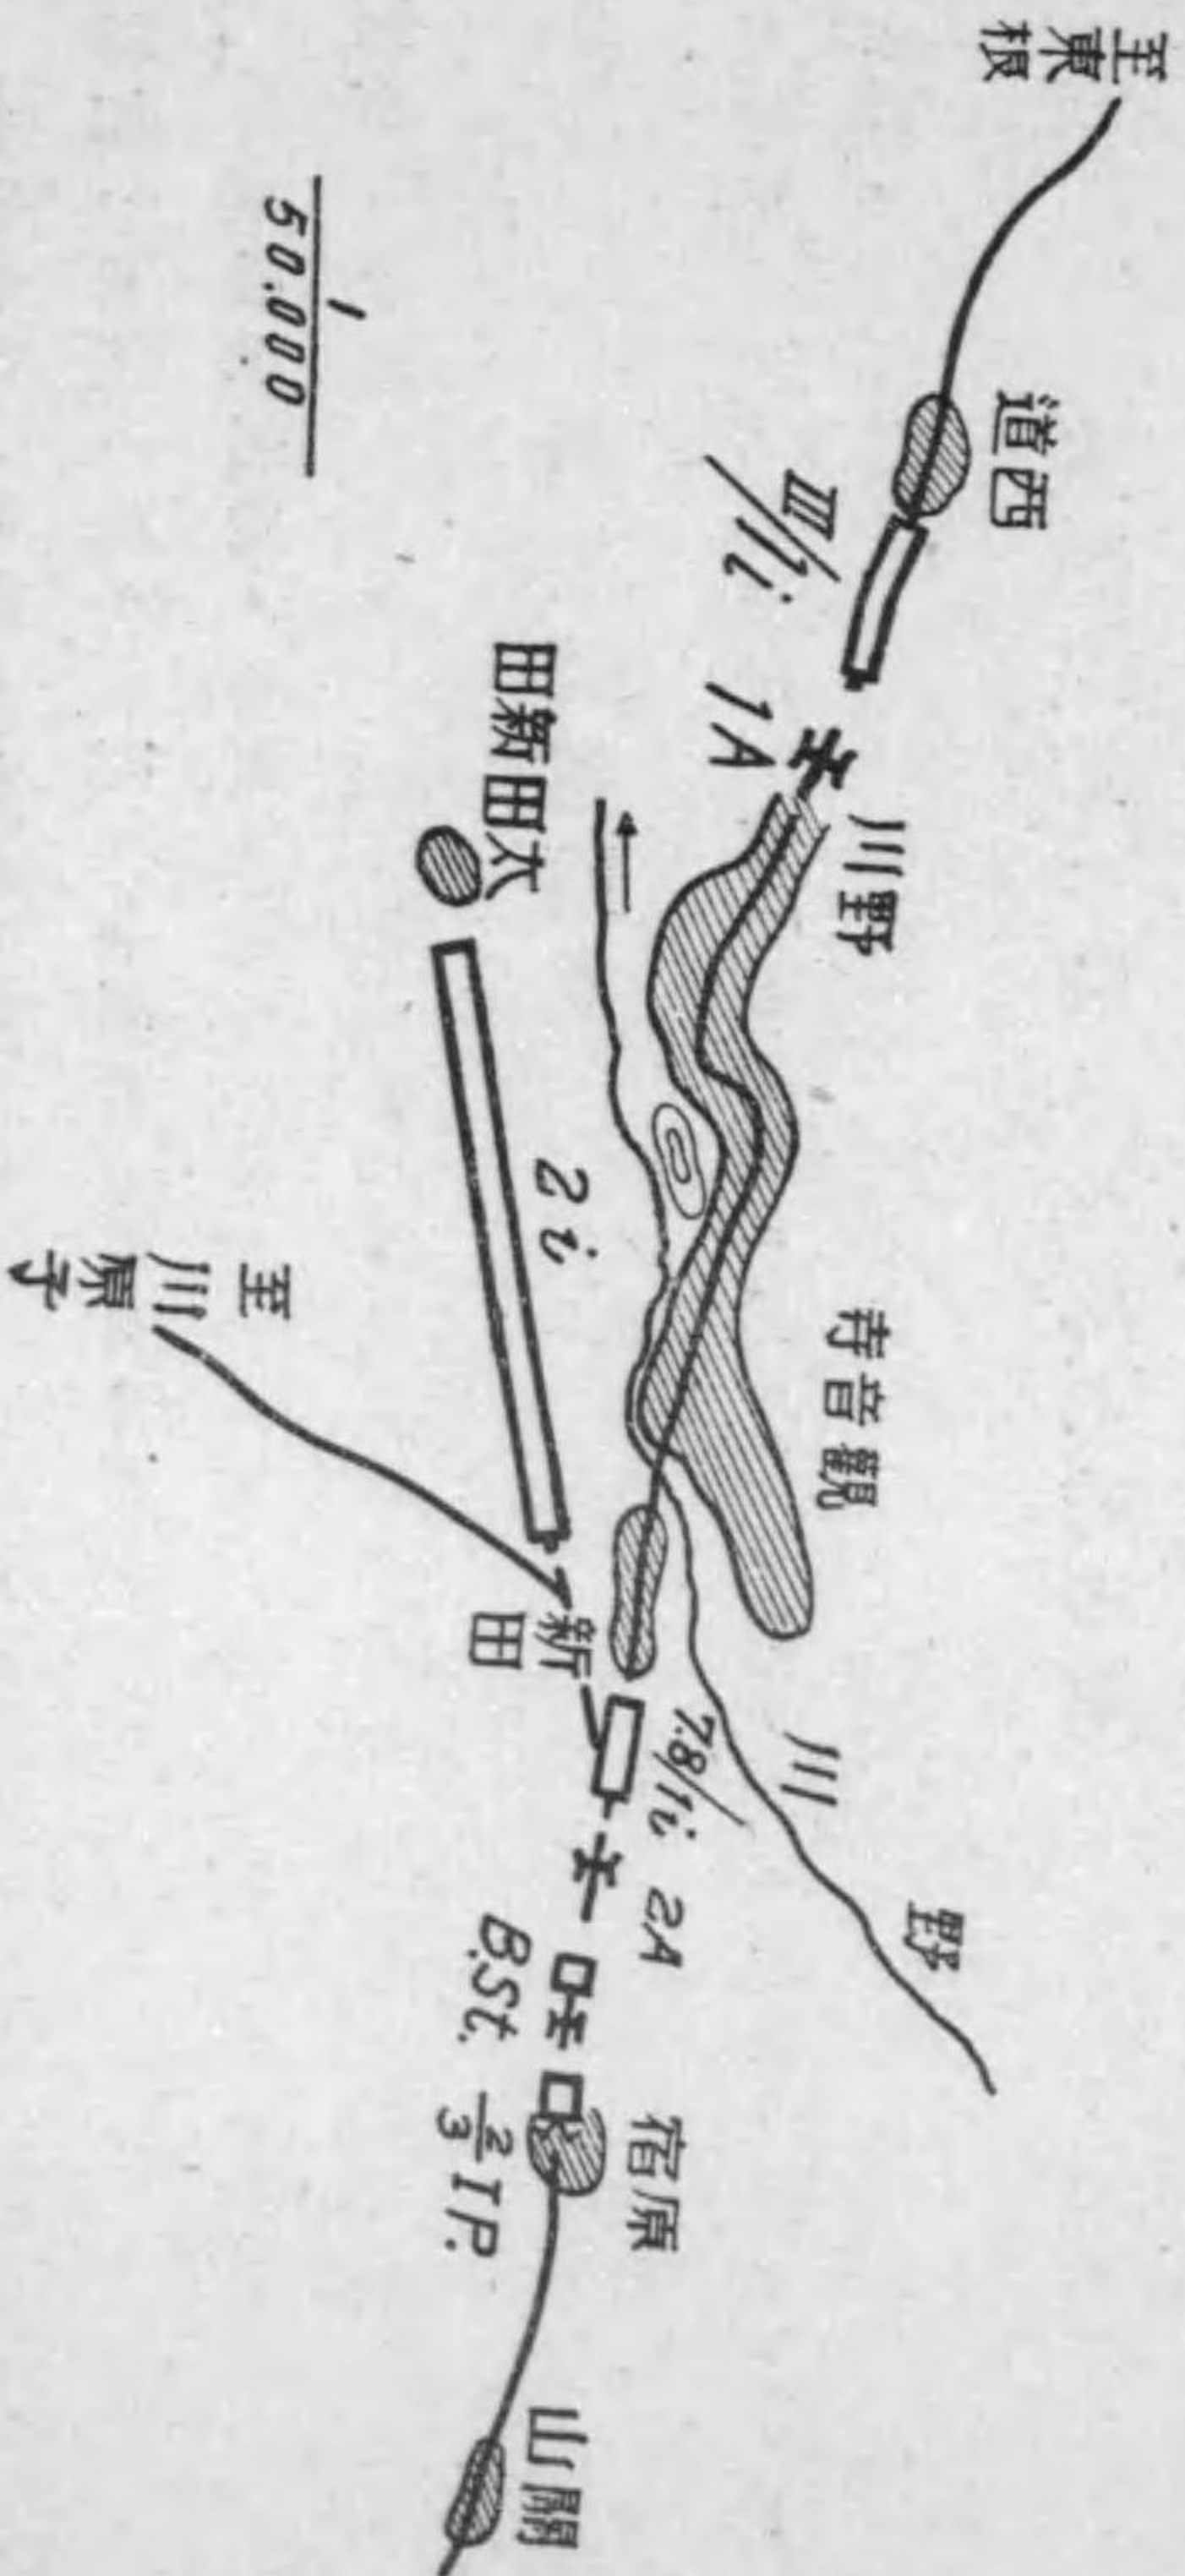 至東根
西道
III/1i
1A
野川
太田新田
2i
觀音寺
至川原子
新田
7.8/1i
2A
野川
B.St.
2/3 T.P.
原宿
關山
1/50.000